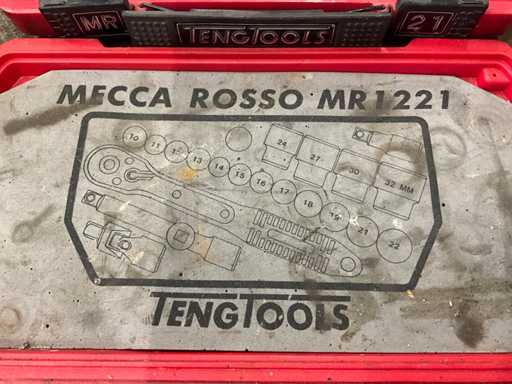 MR TENGTOOLS 21
MECCA ROSSO MR1221
10 11 12 13 14 15 16 17 18 19 21 22
24 27 30 32 MM
TENGTOOLS